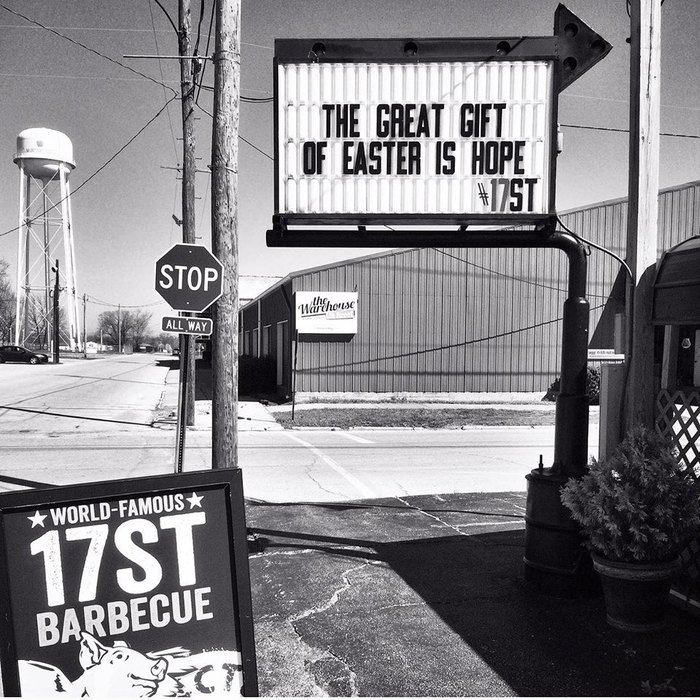 THE GREAT GIFT
OF EASTER IS HOPE
#17ST
STOP
ALL WAY
the
Warehouse
WORLD-FAMOUS
17ST
BARBECUE